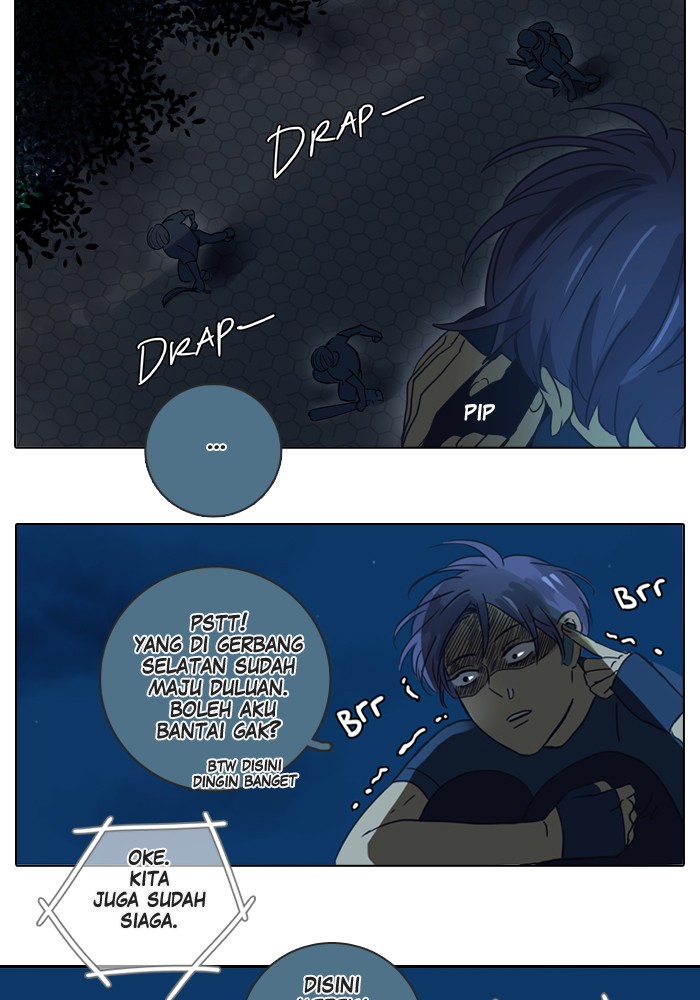 DRAP—
DRAP—
PIP
...
PSTT!
YANG DI GERBANG
SELATAN SUDAH
MAJU DULUAN.
BOLEH AKU
BANTAI GAK?
BTW DISINI
DINGIN BANGET
Brr
Brr
OKE.
KITA
JUGA SUDAH
SIAGA.
DISINI